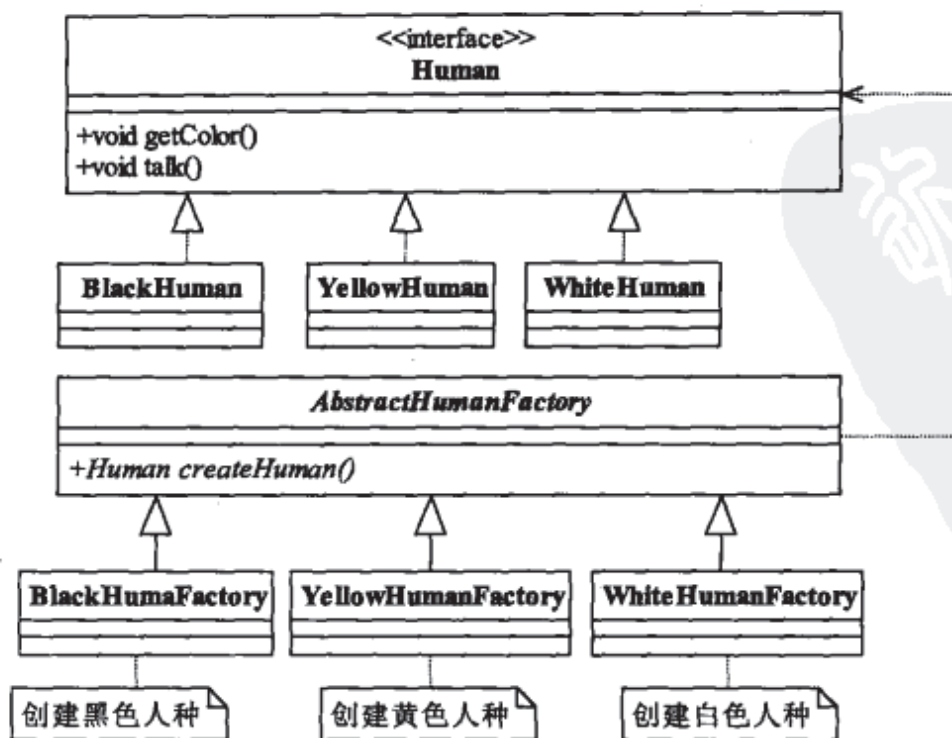 <<interface>>
Human
+void getColor()
+void talk()
BlackHuman
YellowHuman
WhiteHuman
AbstractHumanFactory
+Human createHuman()
BlackHumaFactory
YellowHumanFactory
WhiteHumanFactory
创建黑色人种
创建黄色人种
创建白色人种